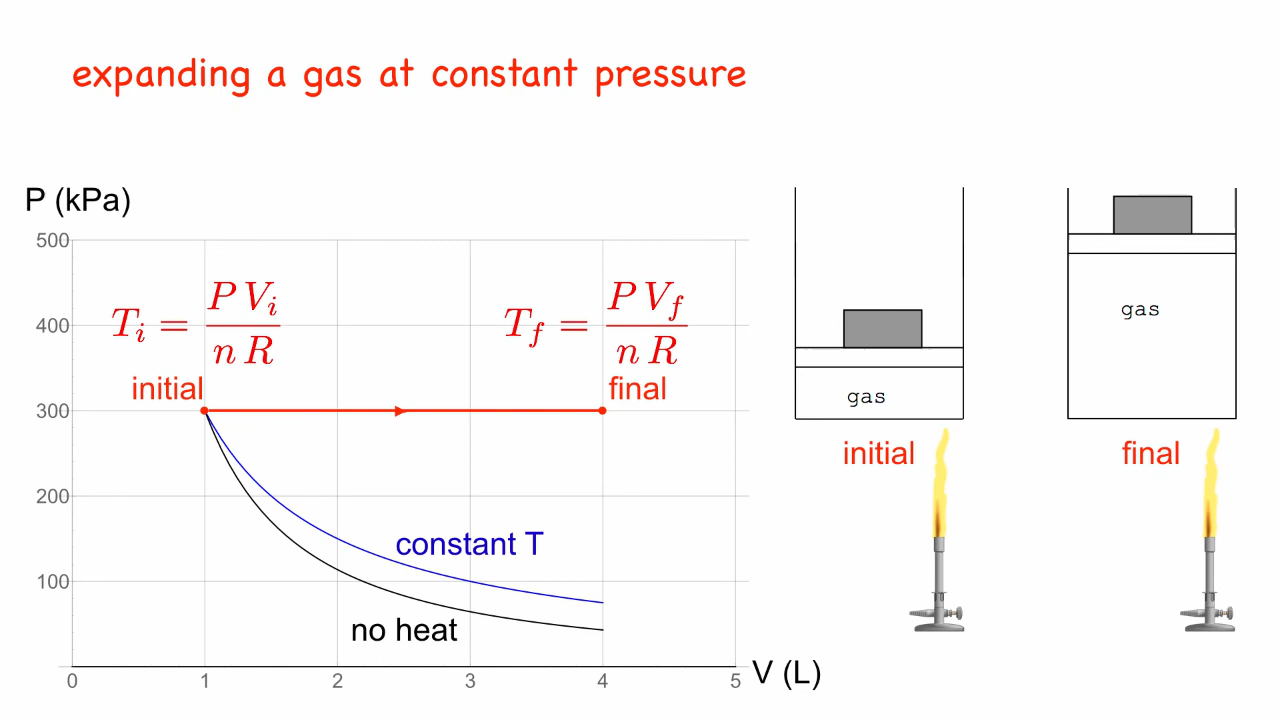 expanding a gas at constant pressure
P (kPa)
500
400
300
200
100
0
1
2
3
4
5
V (L)
T_i = P V_i / n R
T_f = P V_f / n R
initial
final
constant T
no heat
gas
gas
initial
final